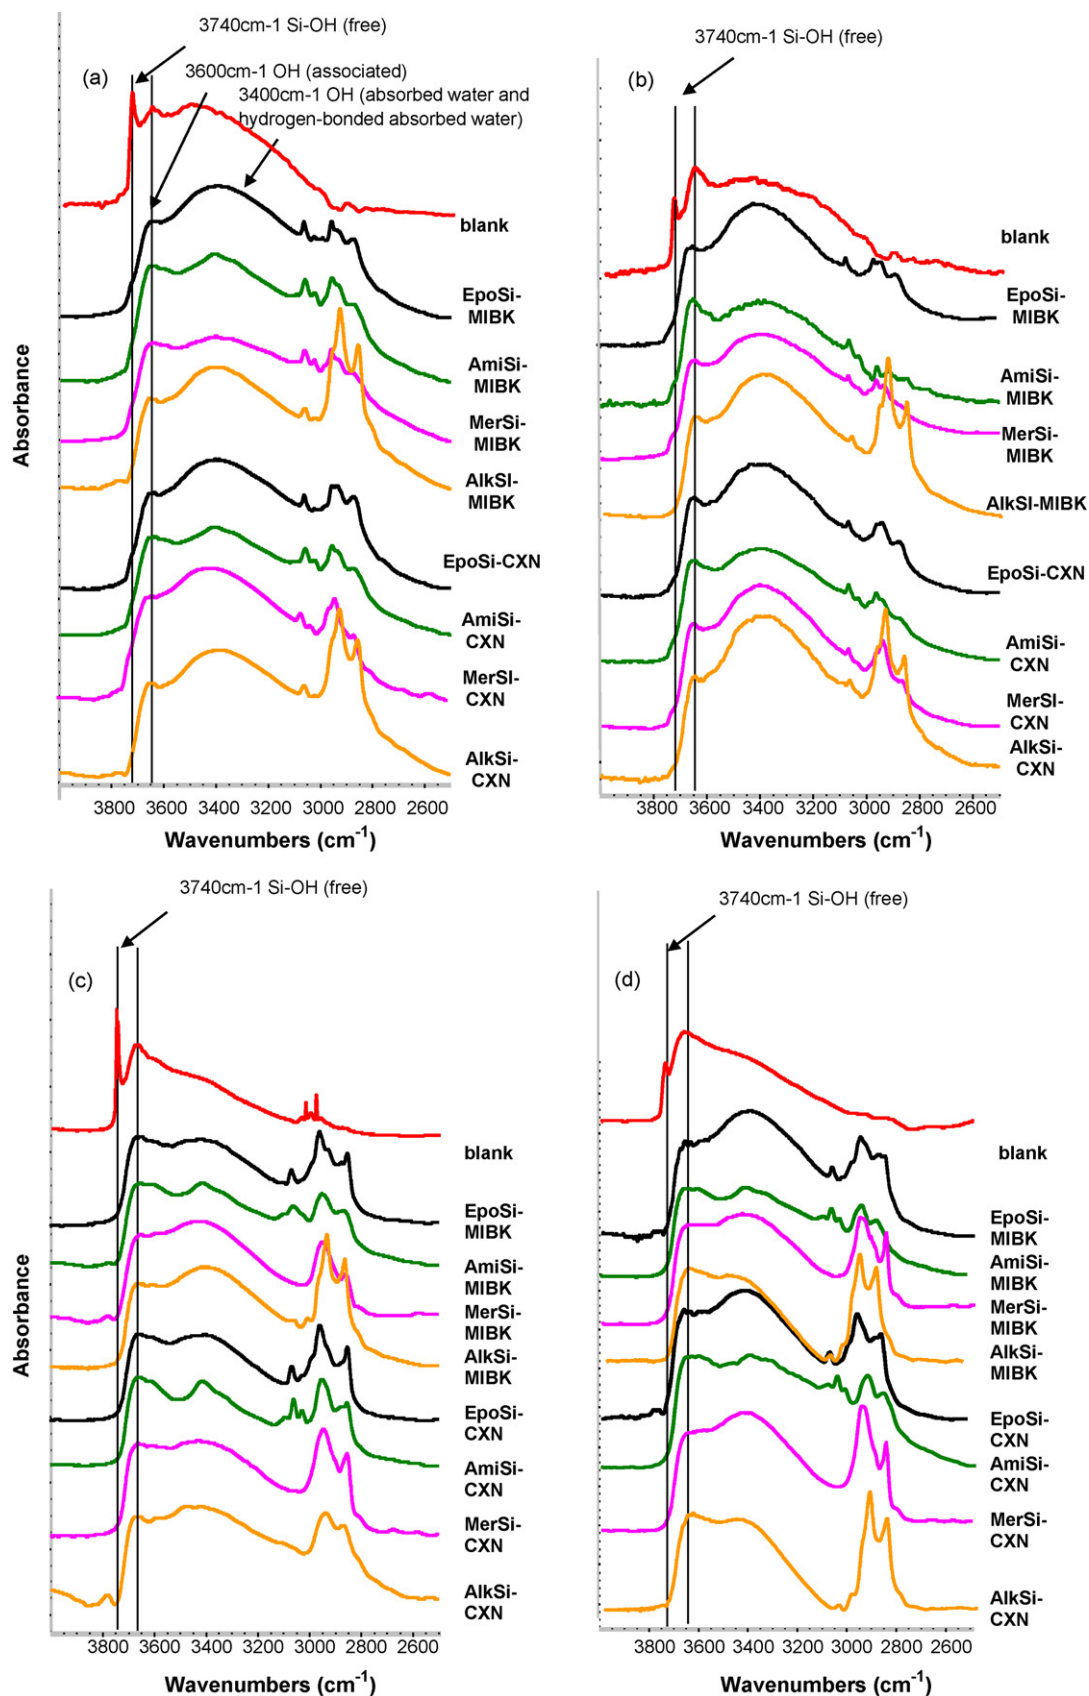 3740cm-1 Si-OH (free)
(a)
3600cm-1 OH (associated)
3400cm-1 OH (absorbed water and
hydrogen-bonded absorbed water)
blank
EpoSi-
MIBK
AmiSi-
MIBK
MerSi-
MIBK
AlkSI-
MIBK
EpoSi-CXN
AmiSi-
CXN
MerSI-
CXN
AlkSi-
CXN
Absorbance
3800 3600 3400 3200 3000 2800 2600
Wavenumbers (cm⁻¹)
3740cm-1 Si-OH (free)
(b)
blank
EpoSi-
MIBK
AmiSi-
MIBK
MerSi-
MIBK
AlkSI-MIBK
EpoSi-CXN
AmiSi-
CXN
MerSI-
CXN
AlkSi-
CXN
3800 3600 3400 3200 3000 2800 2600
Wavenumbers (cm⁻¹)
3740cm-1 Si-OH (free)
(c)
blank
EpoSi-
MIBK
AmiSi-
MIBK
MerSi-
MIBK
AlkSi-
MIBK
EpoSi-
CXN
AmiSi-
CXN
MerSi-
CXN
AlkSi-
CXN
Absorbance
3800 3600 3400 3200 3000 2800 2600
Wavenumbers (cm⁻¹)
3740cm-1 Si-OH (free)
(d)
blank
EpoSi-
MIBK
AmiSi-
MIBK
MerSi-
MIBK
AlkSi-
MIBK
EpoSi-
CXN
AmiSi-
CXN
MerSi-
CXN
AlkSi-
CXN
3800 3600 3400 3200 3000 2800 2600
Wavenumbers (cm⁻¹)